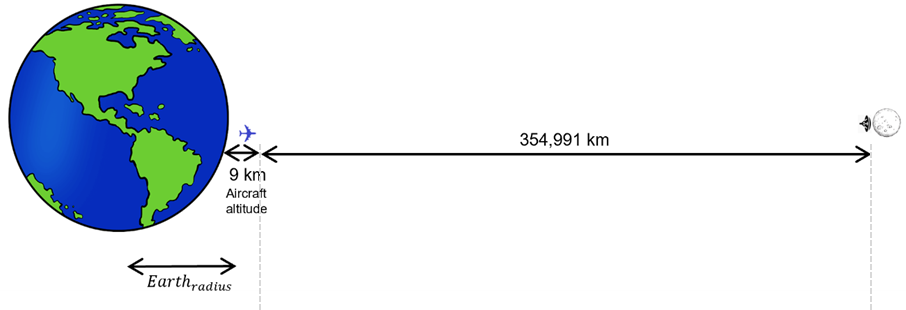 354,991 km
9 km
Aircraft
altitude
Earth_radius